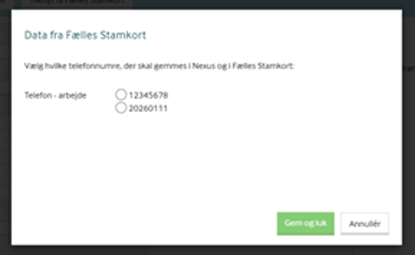 Data fra Fælles Stamkort
Vælg hvilke telefonnumre, der skal gemmes i Nexus og i Fælles Stamkort:
Telefon - arbejde
12345678
20260111
Gem og luk
Annullér